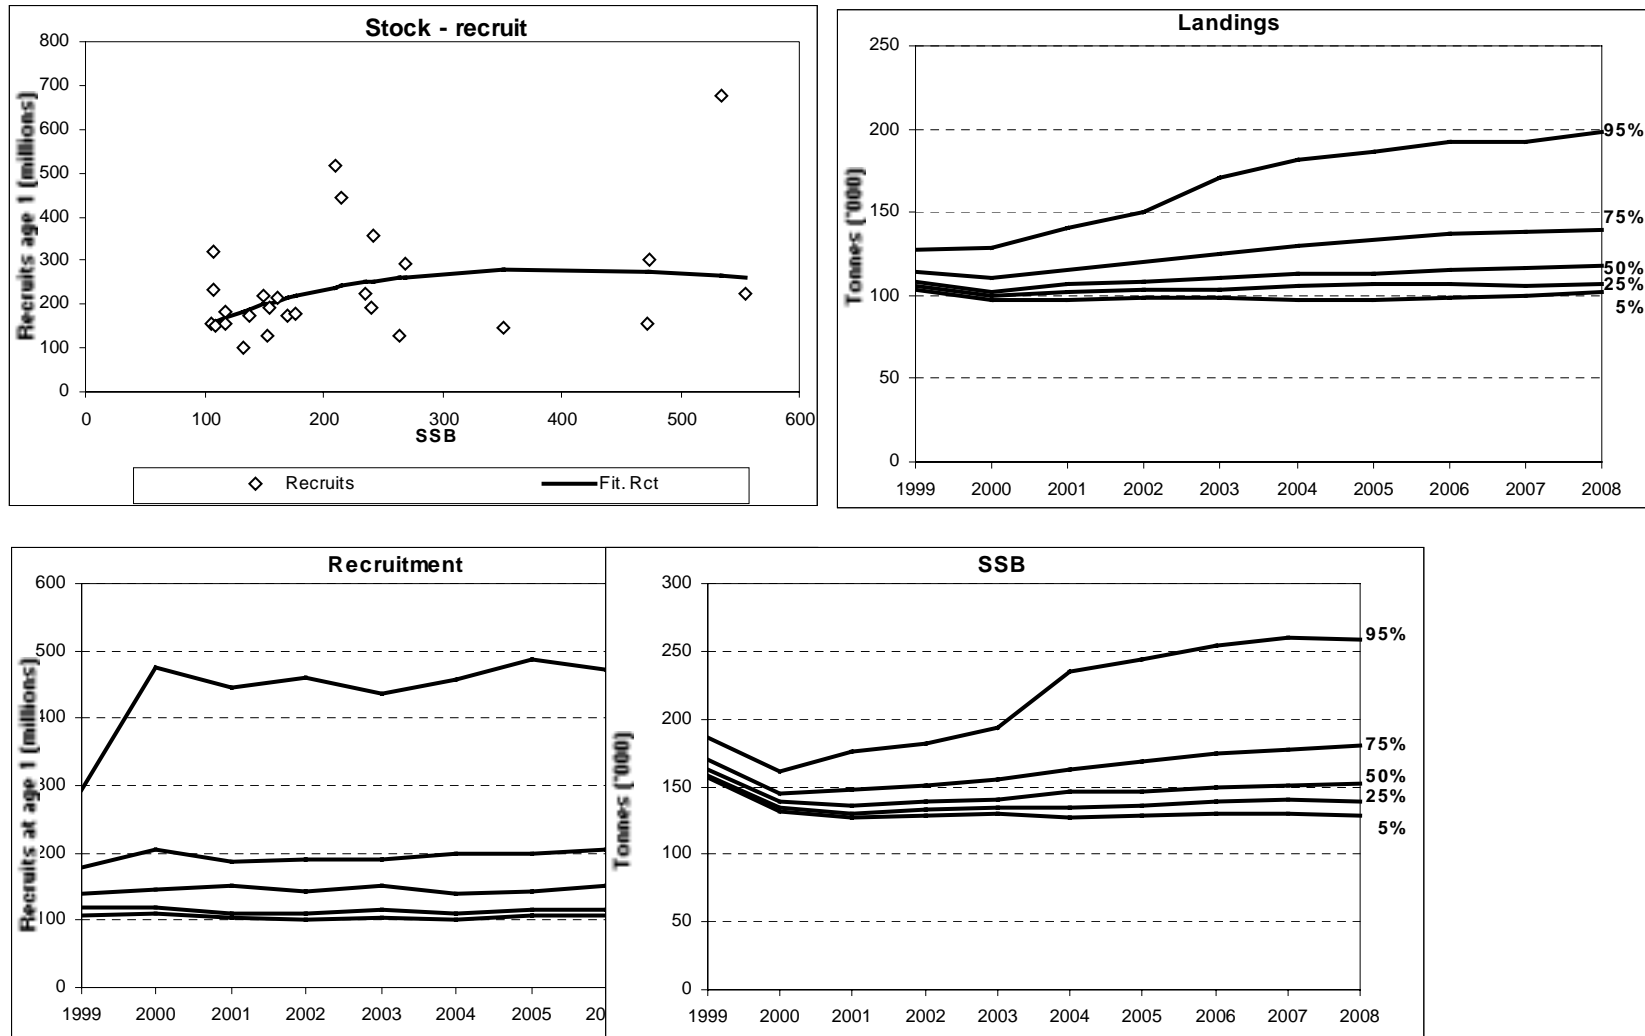 Stock - recruit
800
700
600
500
400
300
200
100
0
Recruits age 1 (millions)
0 100 200 300 400 500 600
SSB
Recruits Fit. Rct
Landings
250
200
150
100
50
0
Tonnes ('000)
95%
75%
50%
25%
5%
1999 2000 2001 2002 2003 2004 2005 2006 2007 2008
Recruitment
600
500
400
300
200
100
0
Recruits at age 1 (millions)
1999 2000 2001 2002 2003 2004 2005 20
SSB
300
250
200
150
100
50
0
Tonnes ('000)
95%
75%
50%
25%
5%
1999 2000 2001 2002 2003 2004 2005 2006 2007 2008